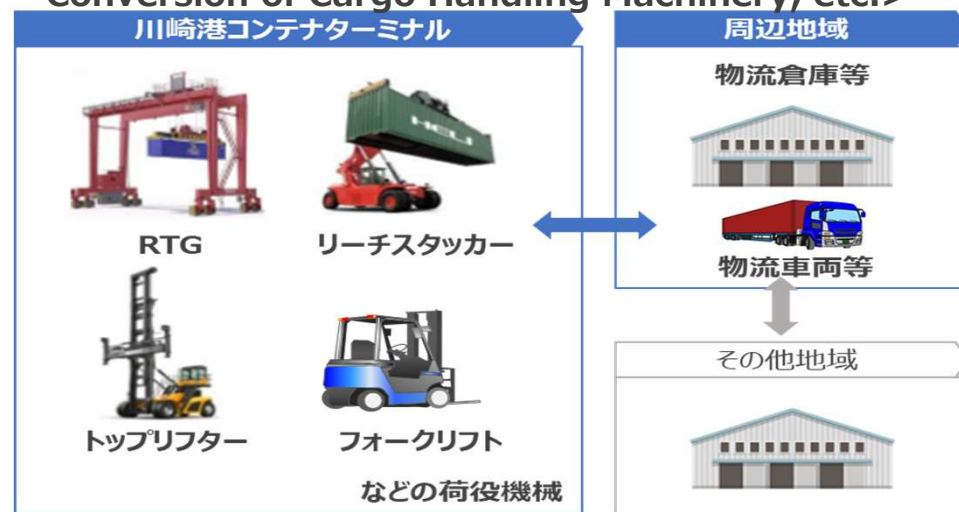 Conversion of Cargo Handling Machinery, etc.>
川崎港コンテナターミナル
RTG
リーチスタッカー
トップリフター
フォークリフト
などの荷役機械
周辺地域
物流倉庫等
物流車両等
その他地域
HELI